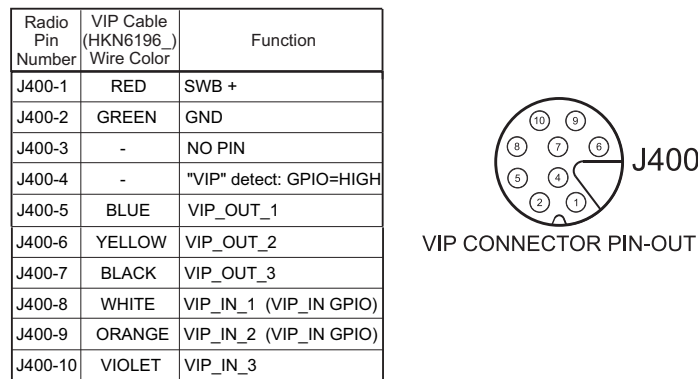 Radio Pin Number VIP Cable (HKN6196_) Wire Color Function
J400-1 RED SWB +
J400-2 GREEN GND
J400-3 - NO PIN
J400-4 - "VIP" detect: GPIO=HIGH
J400-5 BLUE VIP_OUT_1
J400-6 YELLOW VIP_OUT_2
J400-7 BLACK VIP_OUT_3
J400-8 WHITE VIP_IN_1 (VIP_IN GPIO)
J400-9 ORANGE VIP_IN_2 (VIP_IN GPIO)
J400-10 VIOLET VIP_IN_3
10 9
8 7 6
J400
5 4
2 1
VIP CONNECTOR PIN-OUT